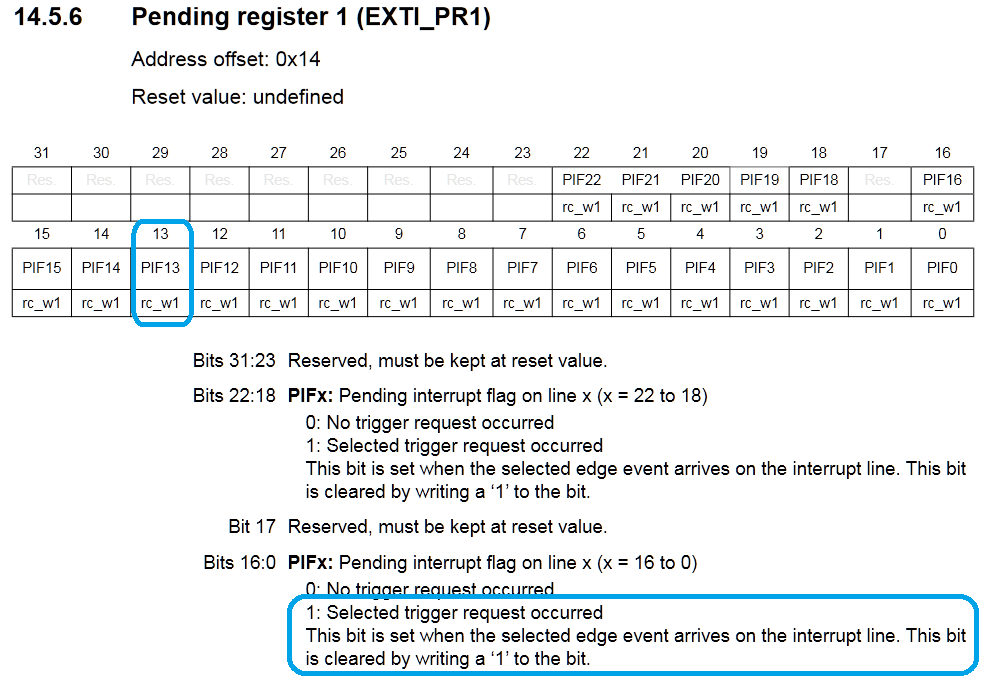 14.5.6 Pending register 1 (EXTI_PR1)
Address offset: 0x14
Reset value: undefined
31 30 29 28 27 26 25 24 23 22 21 20 19 18 17 16
Res. Res. Res. Res. Res. Res. Res. Res. Res. PIF22 PIF21 PIF20 PIF19 PIF18 Res. PIF16
rc_w1 rc_w1 rc_w1 rc_w1 rc_w1 rc_w1
15 14 13 12 11 10 9 8 7 6 5 4 3 2 1 0
PIF15 PIF14 PIF13 PIF12 PIF11 PIF10 PIF9 PIF8 PIF7 PIF6 PIF5 PIF4 PIF3 PIF2 PIF1 PIF0
rc_w1 rc_w1 rc_w1 rc_w1 rc_w1 rc_w1 rc_w1 rc_w1 rc_w1 rc_w1 rc_w1 rc_w1 rc_w1 rc_w1 rc_w1 rc_w1
Bits 31:23 Reserved, must be kept at reset value.
Bits 22:18 PIFx: Pending interrupt flag on line x (x = 22 to 18)
0: No trigger request occurred
1: Selected trigger request occurred
This bit is set when the selected edge event arrives on the interrupt line. This bit
is cleared by writing a ‘1’ to the bit.
Bit 17 Reserved, must be kept at reset value.
Bits 16:0 PIFx: Pending interrupt flag on line x (x = 16 to 0)
0: No trigger request occurred
1: Selected trigger request occurred
This bit is set when the selected edge event arrives on the interrupt line. This bit
is cleared by writing a ‘1’ to the bit.